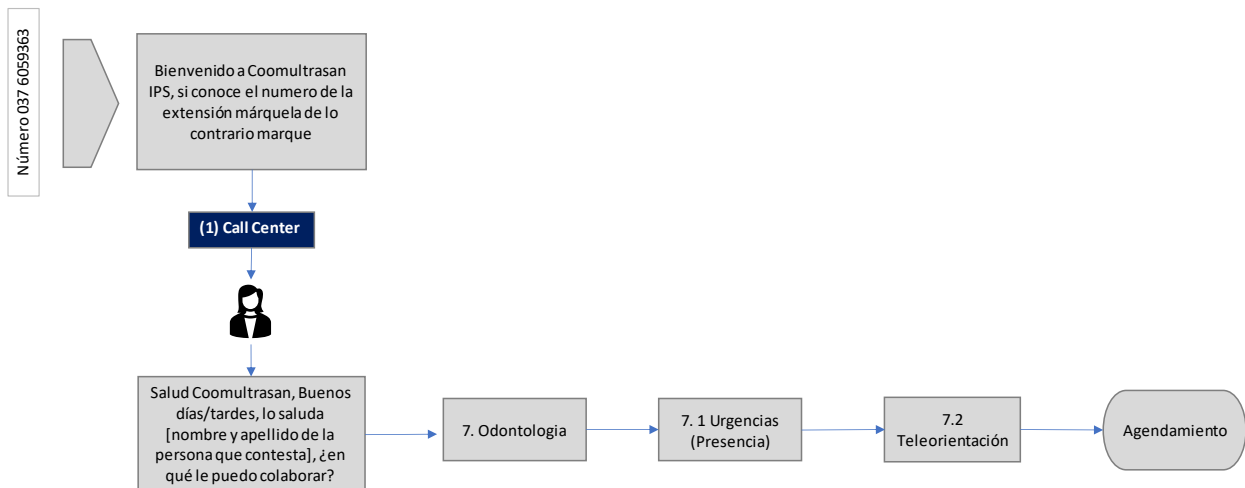 Número 037 6059363
Bienvenido a Coomultrasan
IPS, si conoce el numero de la
extensión márquela de lo
contrario marque
(1) Call Center
Salud Coomultrasan, Buenos
días/tardes, lo saluda
[nombre y apellido de la
persona que contesta], ¿en
qué le puedo colaborar?
7. Odontologia
7. 1 Urgencias
(Presencia)
7.2
Teleorientación
Agendamiento